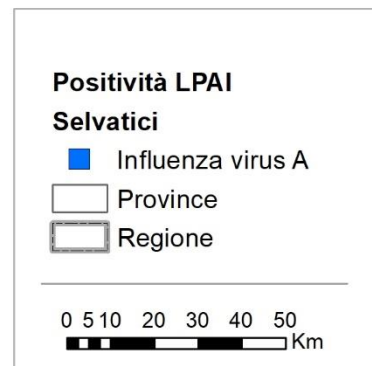 Positività LPAI
Selvatici
Influenza virus A
Province
Regione
0 5 10 20 30 40 50
Km